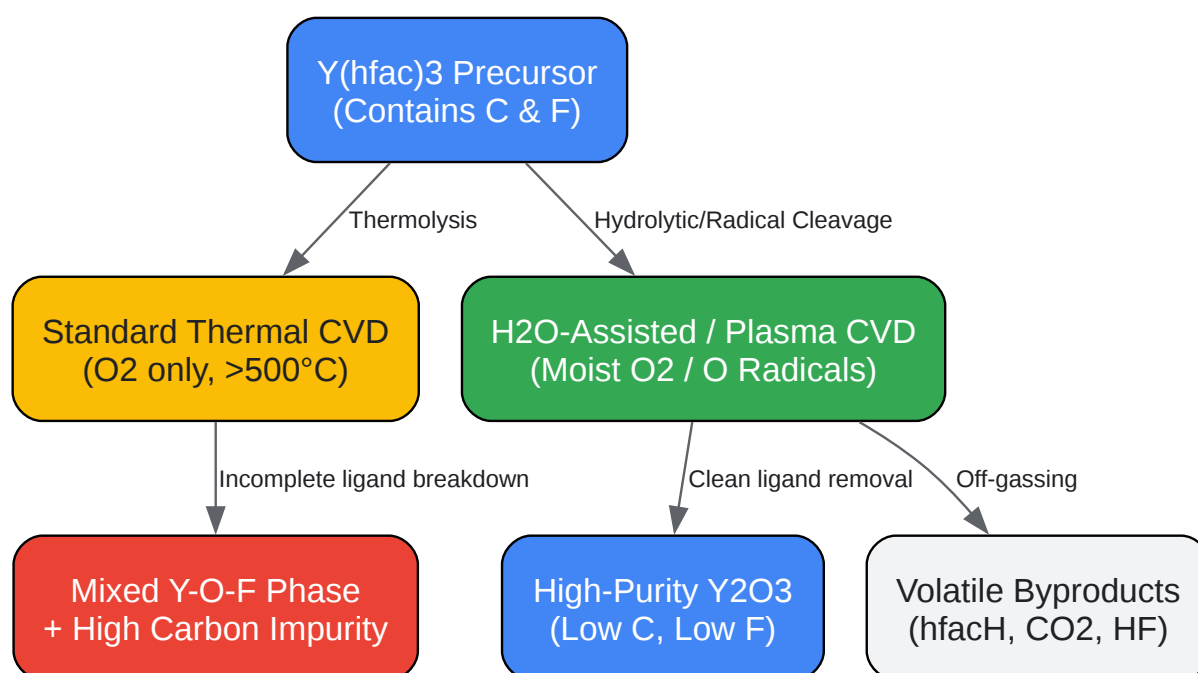 Y(hfac)3 Precursor
(Contains C & F)
Thermolysis
Hydrolytic/Radical Cleavage
Standard Thermal CVD
(O2 only, >500°C)
H2O-Assisted / Plasma CVD
(Moist O2 / O Radicals)
Incomplete ligand breakdown
Clean ligand removal
Off-gassing
Mixed Y-O-F Phase
+ High Carbon Impurity
High-Purity Y2O3
(Low C, Low F)
Volatile Byproducts
(hfacH, CO2, HF)